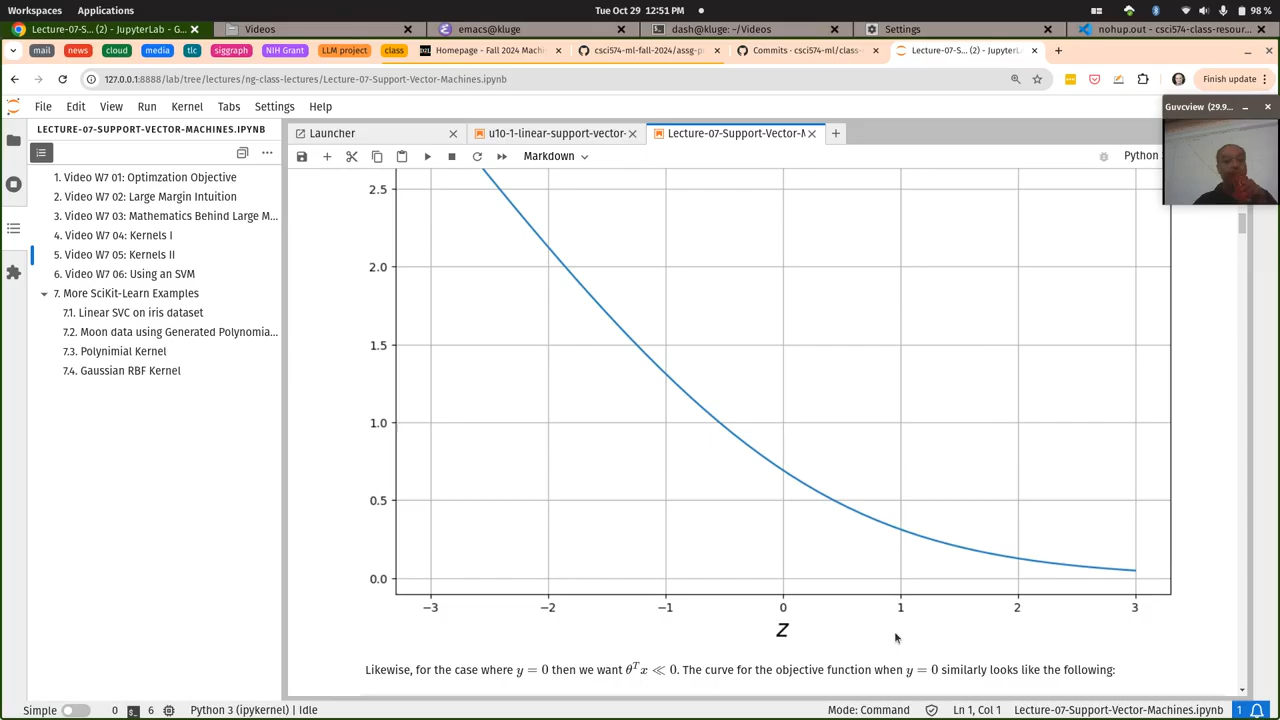 Workspaces Applications Tue Oct 29 12:51 PM 98 %
Lecture-07-S... (2) - JupyterLab - G... Videos emacs@kluge dash@kluge: ~/Videos Settings nohup.out - csci574-class-resour...
mail news cloud media tlc siggraph NIH Grant LLM project class Homepage - Fall 2024 Machin csci574-ml-fall-2024/assg-p Commits · csci574-ml/class- Lecture-07-S... (2) - JupyterL
127.0.0.1:8888/lab/tree/lectures/ng-class-lectures/Lecture-07-Support-Vector-Machines.ipynb Finish update
File Edit View Run Kernel Tabs Settings Help
Guvcview (29.9...
LECTURE-07-SUPPORT-VECTOR-MACHINES.IPYNB
Launcher u10-1-linear-support-vector- Lecture-07-Support-Vector-M
Markdown Python
1. Video W7 01: Optimzation Objective
2. Video W7 02: Large Margin Intuition
3. Video W7 03: Mathematics Behind Large M...
4. Video W7 04: Kernels I
5. Video W7 05: Kernels II
6. Video W7 06: Using an SVM
7. More SciKit-Learn Examples
7.1. Linear SVC on iris dataset
7.2. Moon data using Generated Polynomia...
7.3. Polynimial Kernel
7.4. Gaussian RBF Kernel
2.5
2.0
1.5
1.0
0.5
0.0
−3 −2 −1 0 1 2 3
z
Likewise, for the case where y = 0 then we want θᵀx ≪ 0. The curve for the objective function when y = 0 similarly looks like the following:
Simple 0 6 Python 3 (ipykernel) | Idle Mode: Command Ln 1, Col 1 Lecture-07-Support-Vector-Machines.ipynb 1